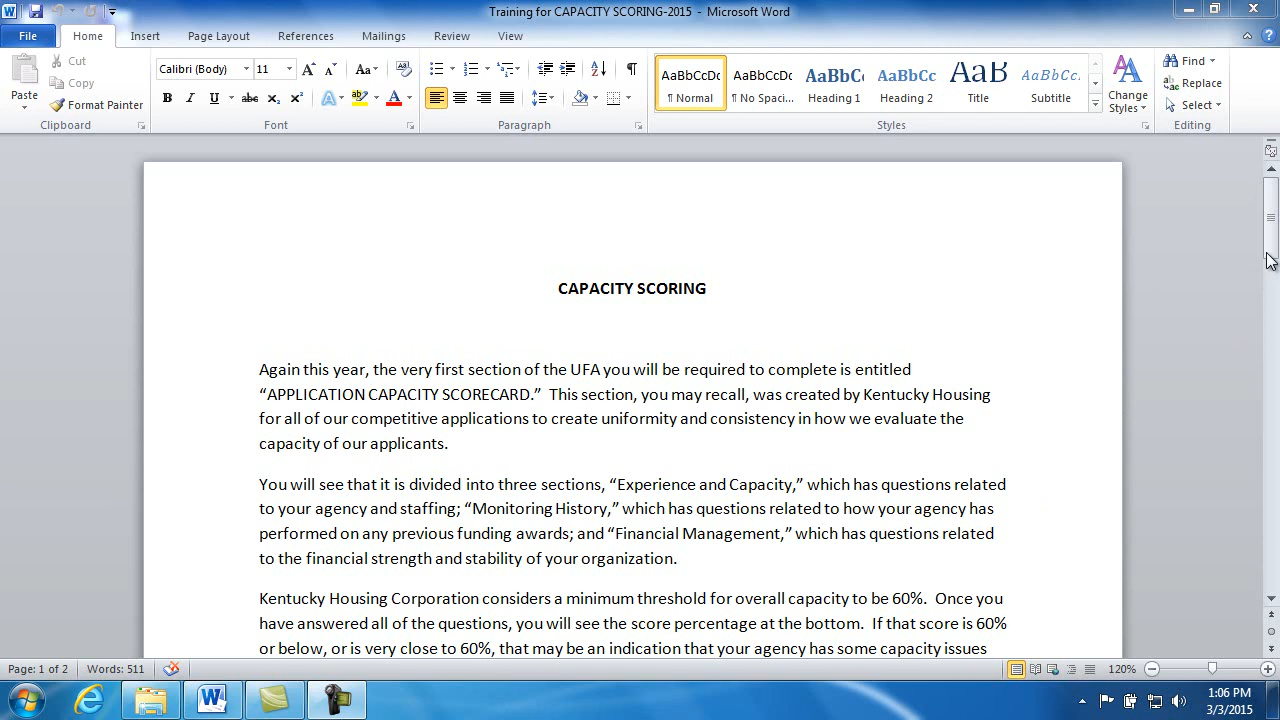 Training for CAPACITY SCORING-2015 - Microsoft Word
File Home Insert Page Layout References Mailings Review View
Paste
Cut
Copy
Format Painter
Clipboard
Calibri (Body) 11
Font
Paragraph
AaBbCcDc AaBbCcDc AaBbCc AaBbCc AaB AaBbCc.
¶ Normal ¶ No Spaci... Heading 1 Heading 2 Title Subtitle
Change Styles
Styles
Find
Replace
Select
Editing
CAPACITY SCORING
Again this year, the very first section of the UFA you will be required to complete is entitled
“APPLICATION CAPACITY SCORECARD.”  This section, you may recall, was created by Kentucky Housing
for all of our competitive applications to create uniformity and consistency in how we evaluate the
capacity of our applicants.
You will see that it is divided into three sections, “Experience and Capacity,” which has questions related
to your agency and staffing; “Monitoring History,” which has questions related to how your agency has
performed on any previous funding awards; and “Financial Management,” which has questions related
to the financial strength and stability of your organization.
Kentucky Housing Corporation considers a minimum threshold for overall capacity to be 60%.  Once you
have answered all of the questions, you will see the score percentage at the bottom.  If that score is 60%
or below, or is very close to 60%, that may be an indication that your agency has some capacity issues
Page: 1 of 2 Words: 511 120%
1:06 PM
3/3/2015